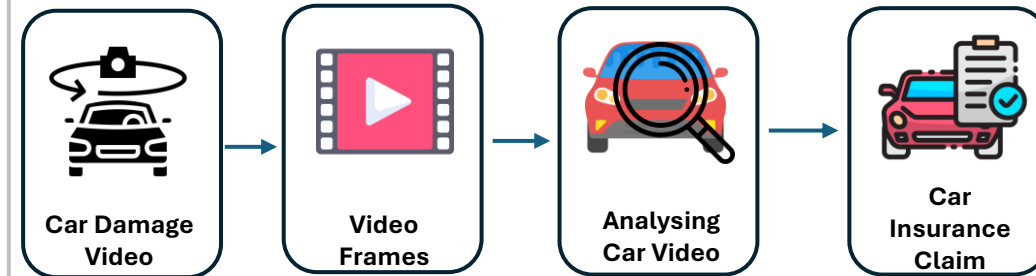 Car Damage
Video
Video
Frames
Analysing
Car Video
Car
Insurance
Claim